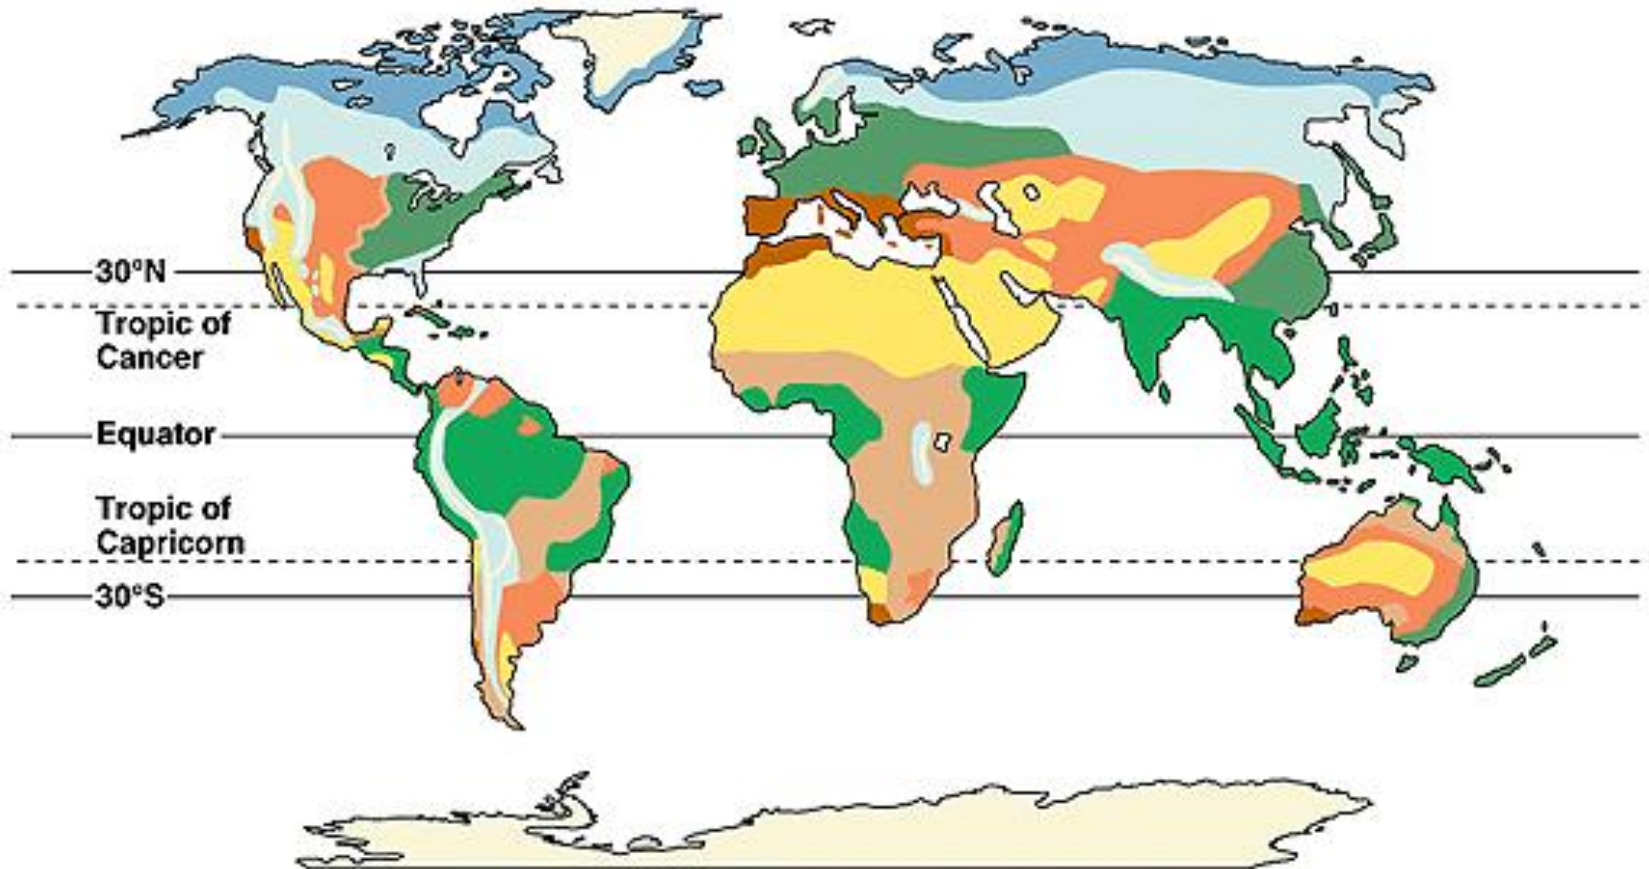 30°N
Tropic of
Cancer
Equator
Tropic of
Capricorn
30°S